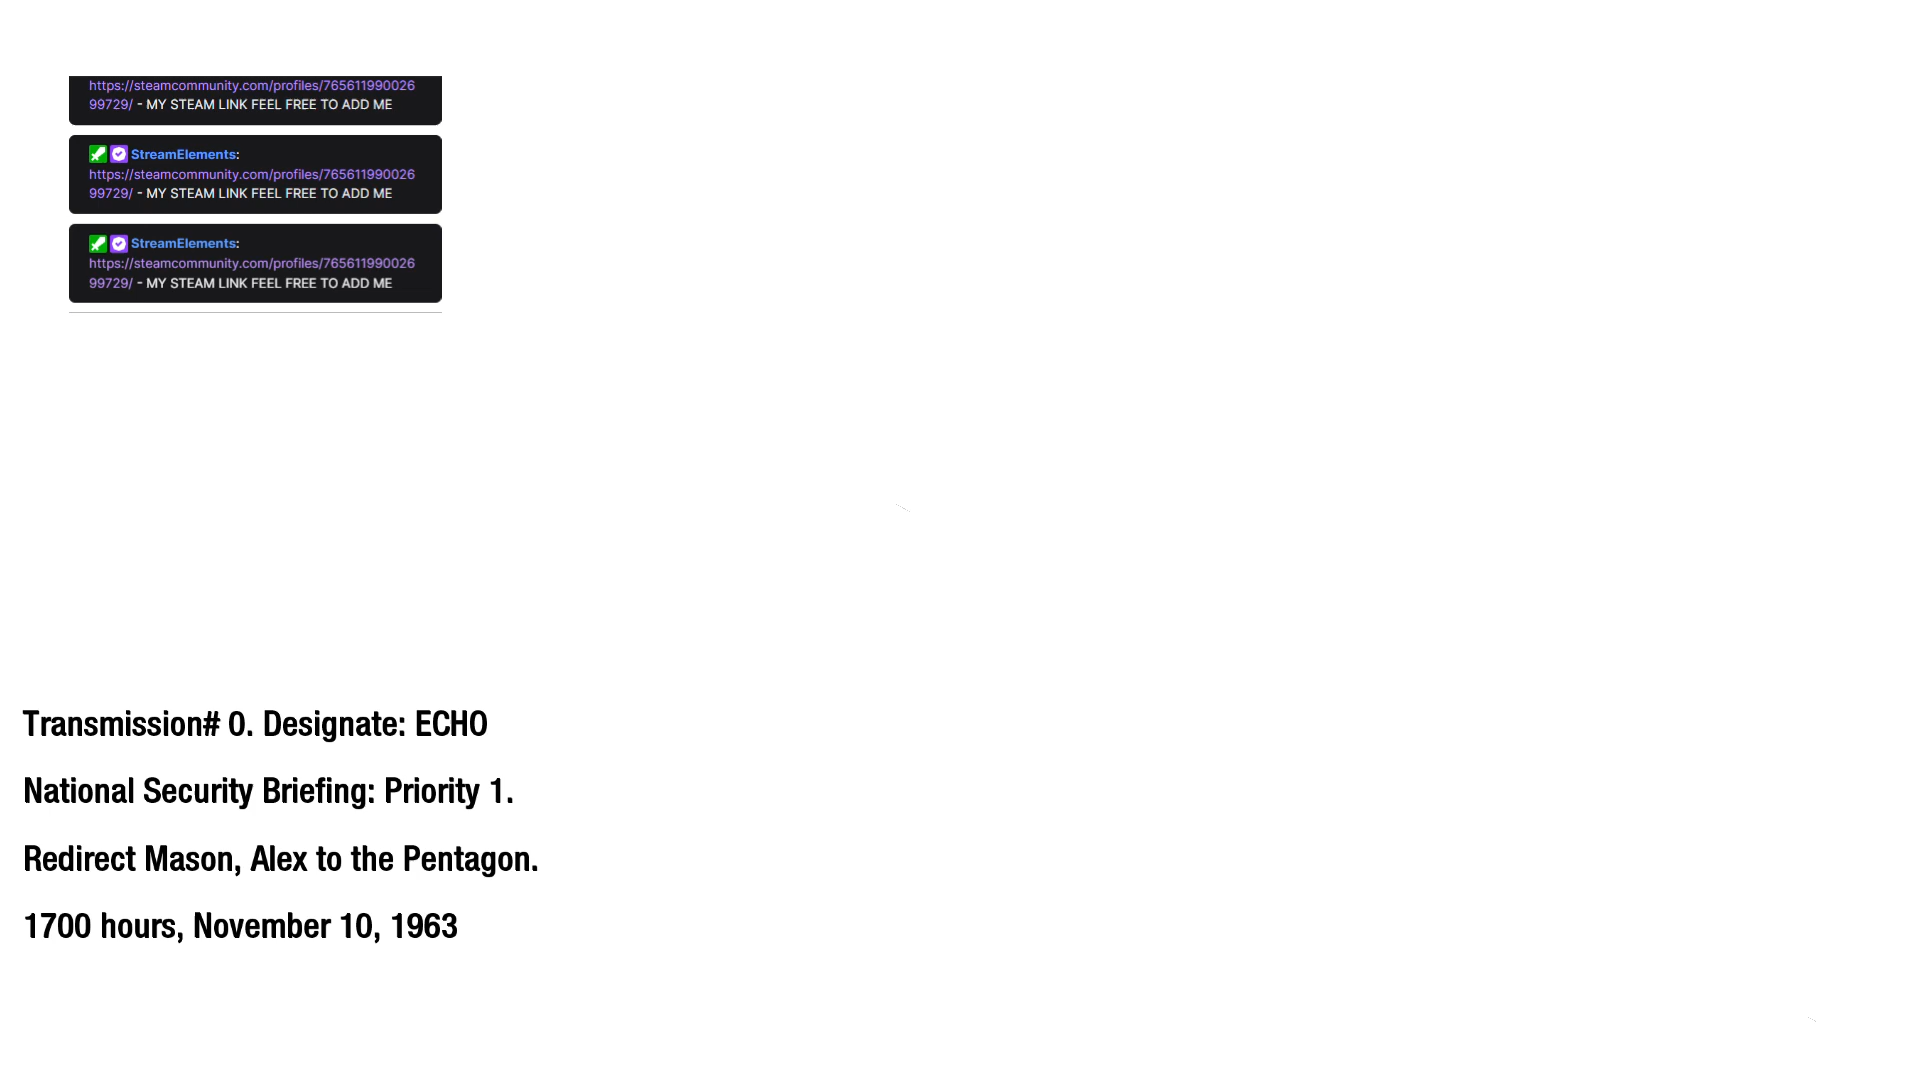 https://steamcommunity.com/profiles/765611990026
99729/ - MY STEAM LINK FEEL FREE TO ADD ME
StreamElements:
https://steamcommunity.com/profiles/765611990026
99729/ - MY STEAM LINK FEEL FREE TO ADD ME
StreamElements:
https://steamcommunity.com/profiles/765611990026
99729/ - MY STEAM LINK FEEL FREE TO ADD ME
Transmission# 0. Designate: ECHO
National Security Briefing: Priority 1.
Redirect Mason, Alex to the Pentagon.
1700 hours, November 10, 1963